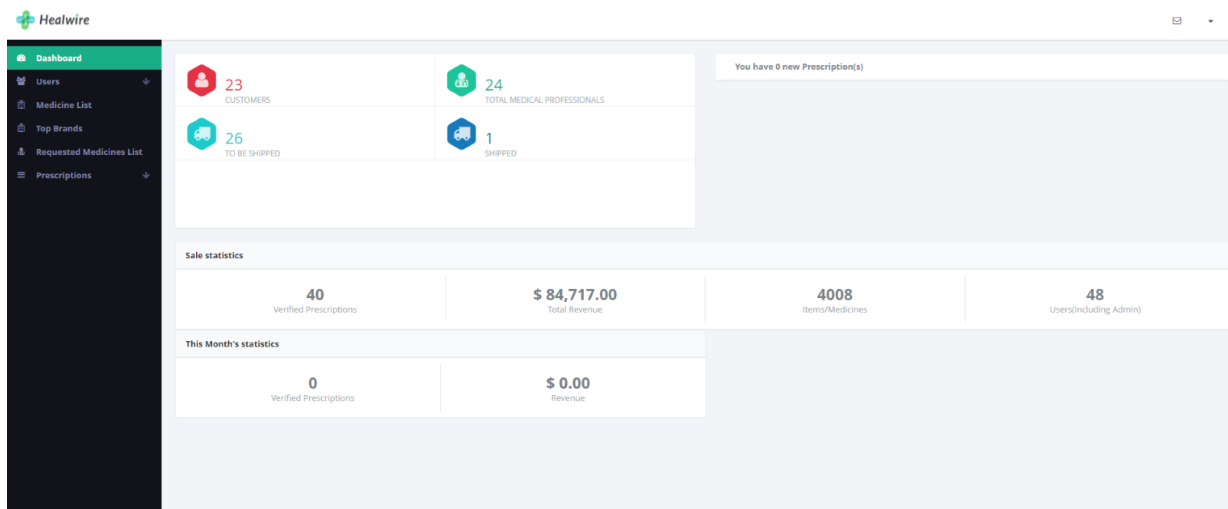 Healwire
Dashboard
Users
Medicine List
Top Brands
Requested Medicines List
Prescriptions
23
CUSTOMERS
24
TOTAL MEDICAL PROFESSIONALS
26
TO BE SHIPPED
1
SHIPPED
You have 0 new Prescription(s)
Sale statistics
40
Verified Prescriptions
$ 84,717.00
Total Revenue
4008
Items/Medicines
48
Users(Including Admin)
This Month's statistics
0
Verified Prescriptions
$ 0.00
Revenue